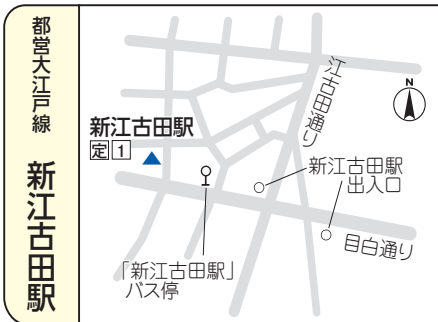 都営大江戸線
新江古田駅
新江古田駅
定 1
江古田通り
N
新江古田駅
出入口
目白通り
「新江古田駅」
バス停